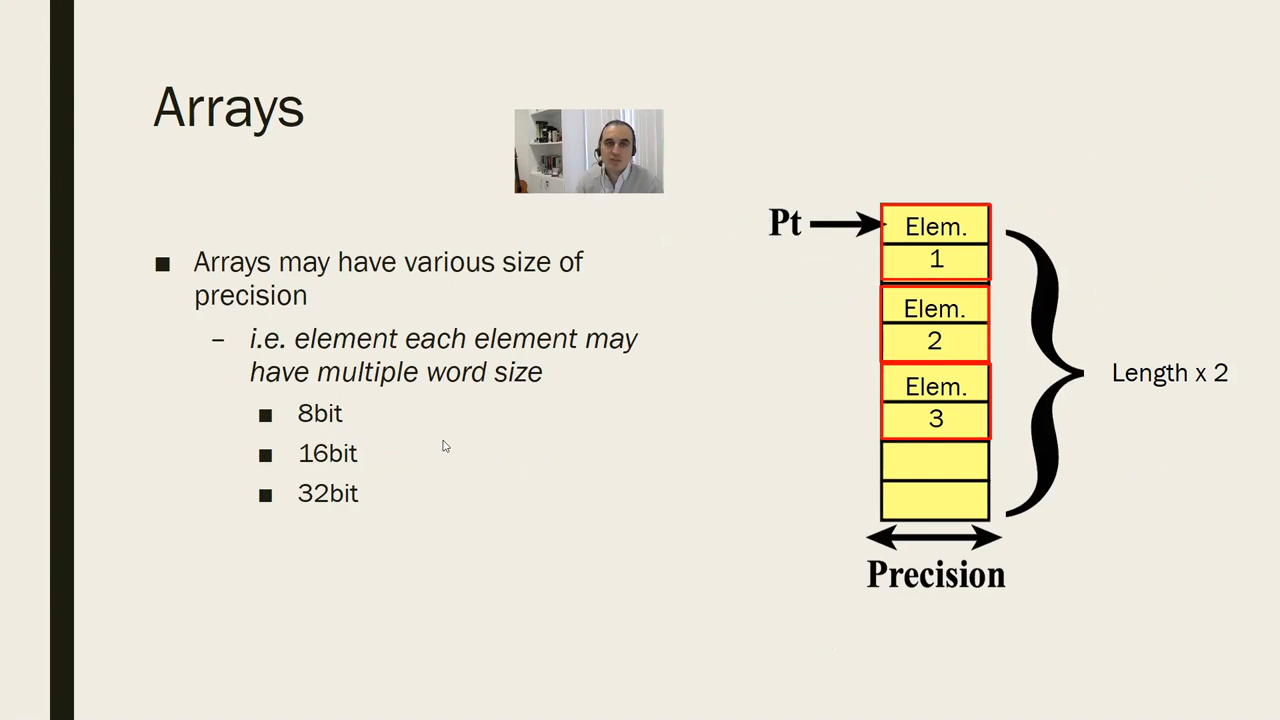 Arrays
■ Arrays may have various size of
precision
– i.e. element each element may
have multiple word size
■ 8bit
■ 16bit
■ 32bit
Pt
Elem.
1
Elem.
2
Elem.
3
Length x 2
Precision